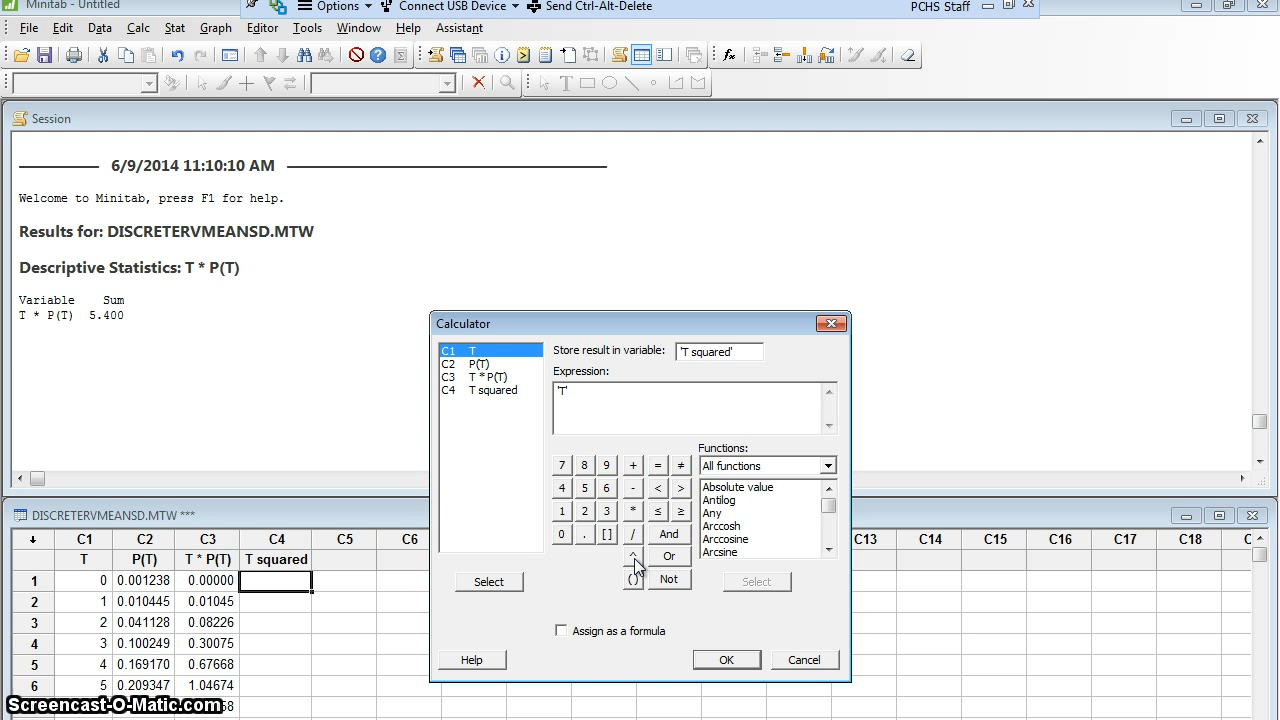 Minitab - Untitled Options Connect USB Device Send Ctrl-Alt-Delete PCHS Staff
File Edit Data Calc Stat Graph Editor Tools Window Help Assistant
Session
6/9/2014 11:10:10 AM
Welcome to Minitab, press F1 for help.
Results for: DISCRETERVMEANSD.MTW
Descriptive Statistics: T * P(T)
Variable Sum
T * P(T) 5.400
Calculator
C1 T
C2 P(T)
C3 T * P(T)
C4 T squared
Store result in variable: 'T squared'
Expression:
'T'
Functions:
7 8 9 + = ≠ All functions
4 5 6 - < > Absolute value
Antilog
1 2 3 * ≤ ≥ Any
Arccosh
0 . [] / And Arccosine
Arcsine
^ Or
Select () Not Select
Assign as a formula
Help OK Cancel
DISCRETERVMEANSD.MTW ***
C1 C2 C3 C4 C5 C6 C13 C14 C15 C16 C17 C18
T P(T) T * P(T) T squared
1 0 0.001238 0.00000
2 1 0.010445 0.01045
3 2 0.041128 0.08226
4 3 0.100249 0.30075
5 4 0.169170 0.67668
6 5 0.209347 1.04674
Screencast-O-Matic.com